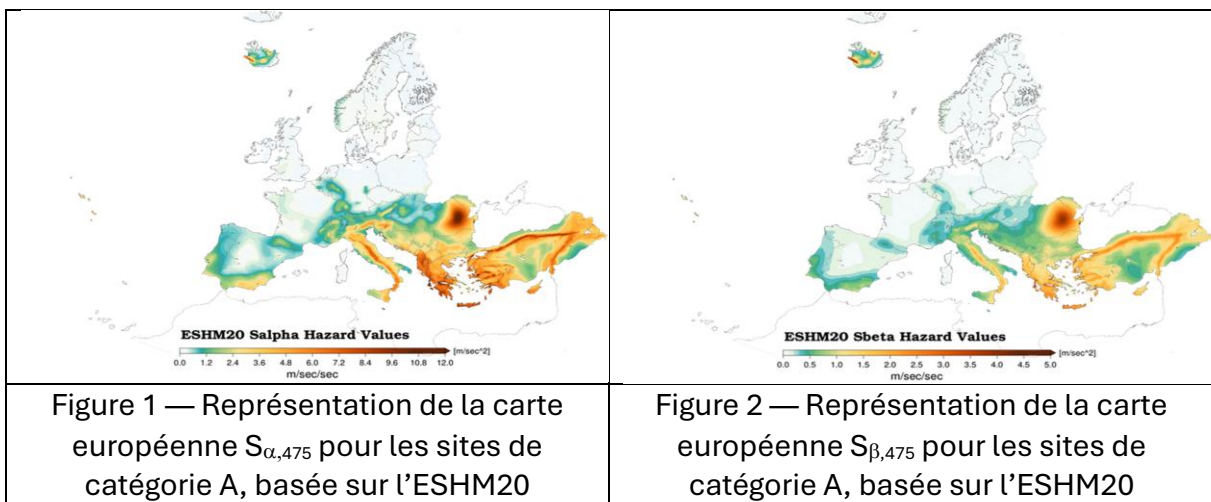 ESHM20 Salpha Hazard Values
[m/sec^2]
0.0 1.2 2.4 3.6 4.8 6.0 7.2 8.4 9.6 10.8 12.0
m/sec/sec
Figure 1 — Représentation de la carte
européenne Sα,475 pour les sites de
catégorie A, basée sur l’ESHM20
ESHM20 Sbeta Hazard Values
[m/sec^2]
0.0 0.5 1.0 1.5 2.0 2.5 3.0 3.5 4.0 4.5 5.0
m/sec/sec
Figure 2 — Représentation de la carte
européenne Sβ,475 pour les sites de
catégorie A, basée sur l’ESHM20